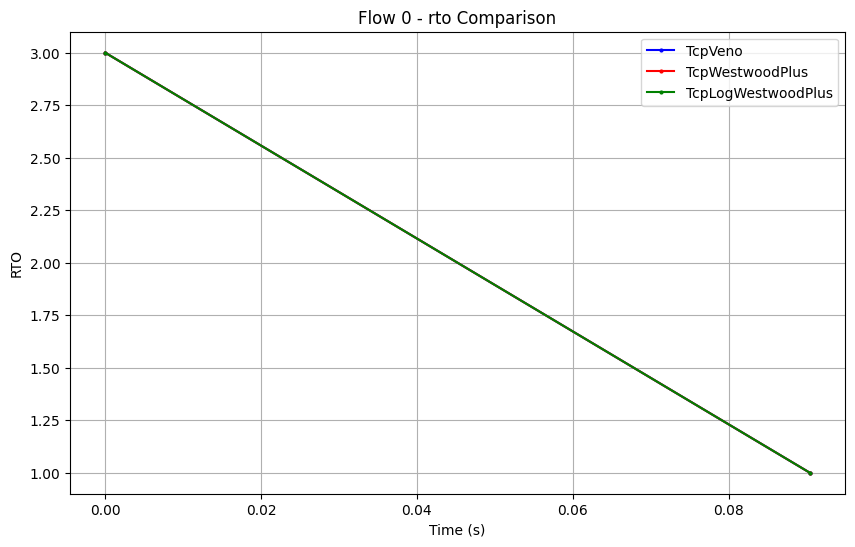 Flow 0 - rto Comparison
TcpVeno
TcpWestwoodPlus
TcpLogWestwoodPlus
RTO
3.00
2.75
2.50
2.25
2.00
1.75
1.50
1.25
1.00
0.00 0.02 0.04 0.06 0.08
Time (s)